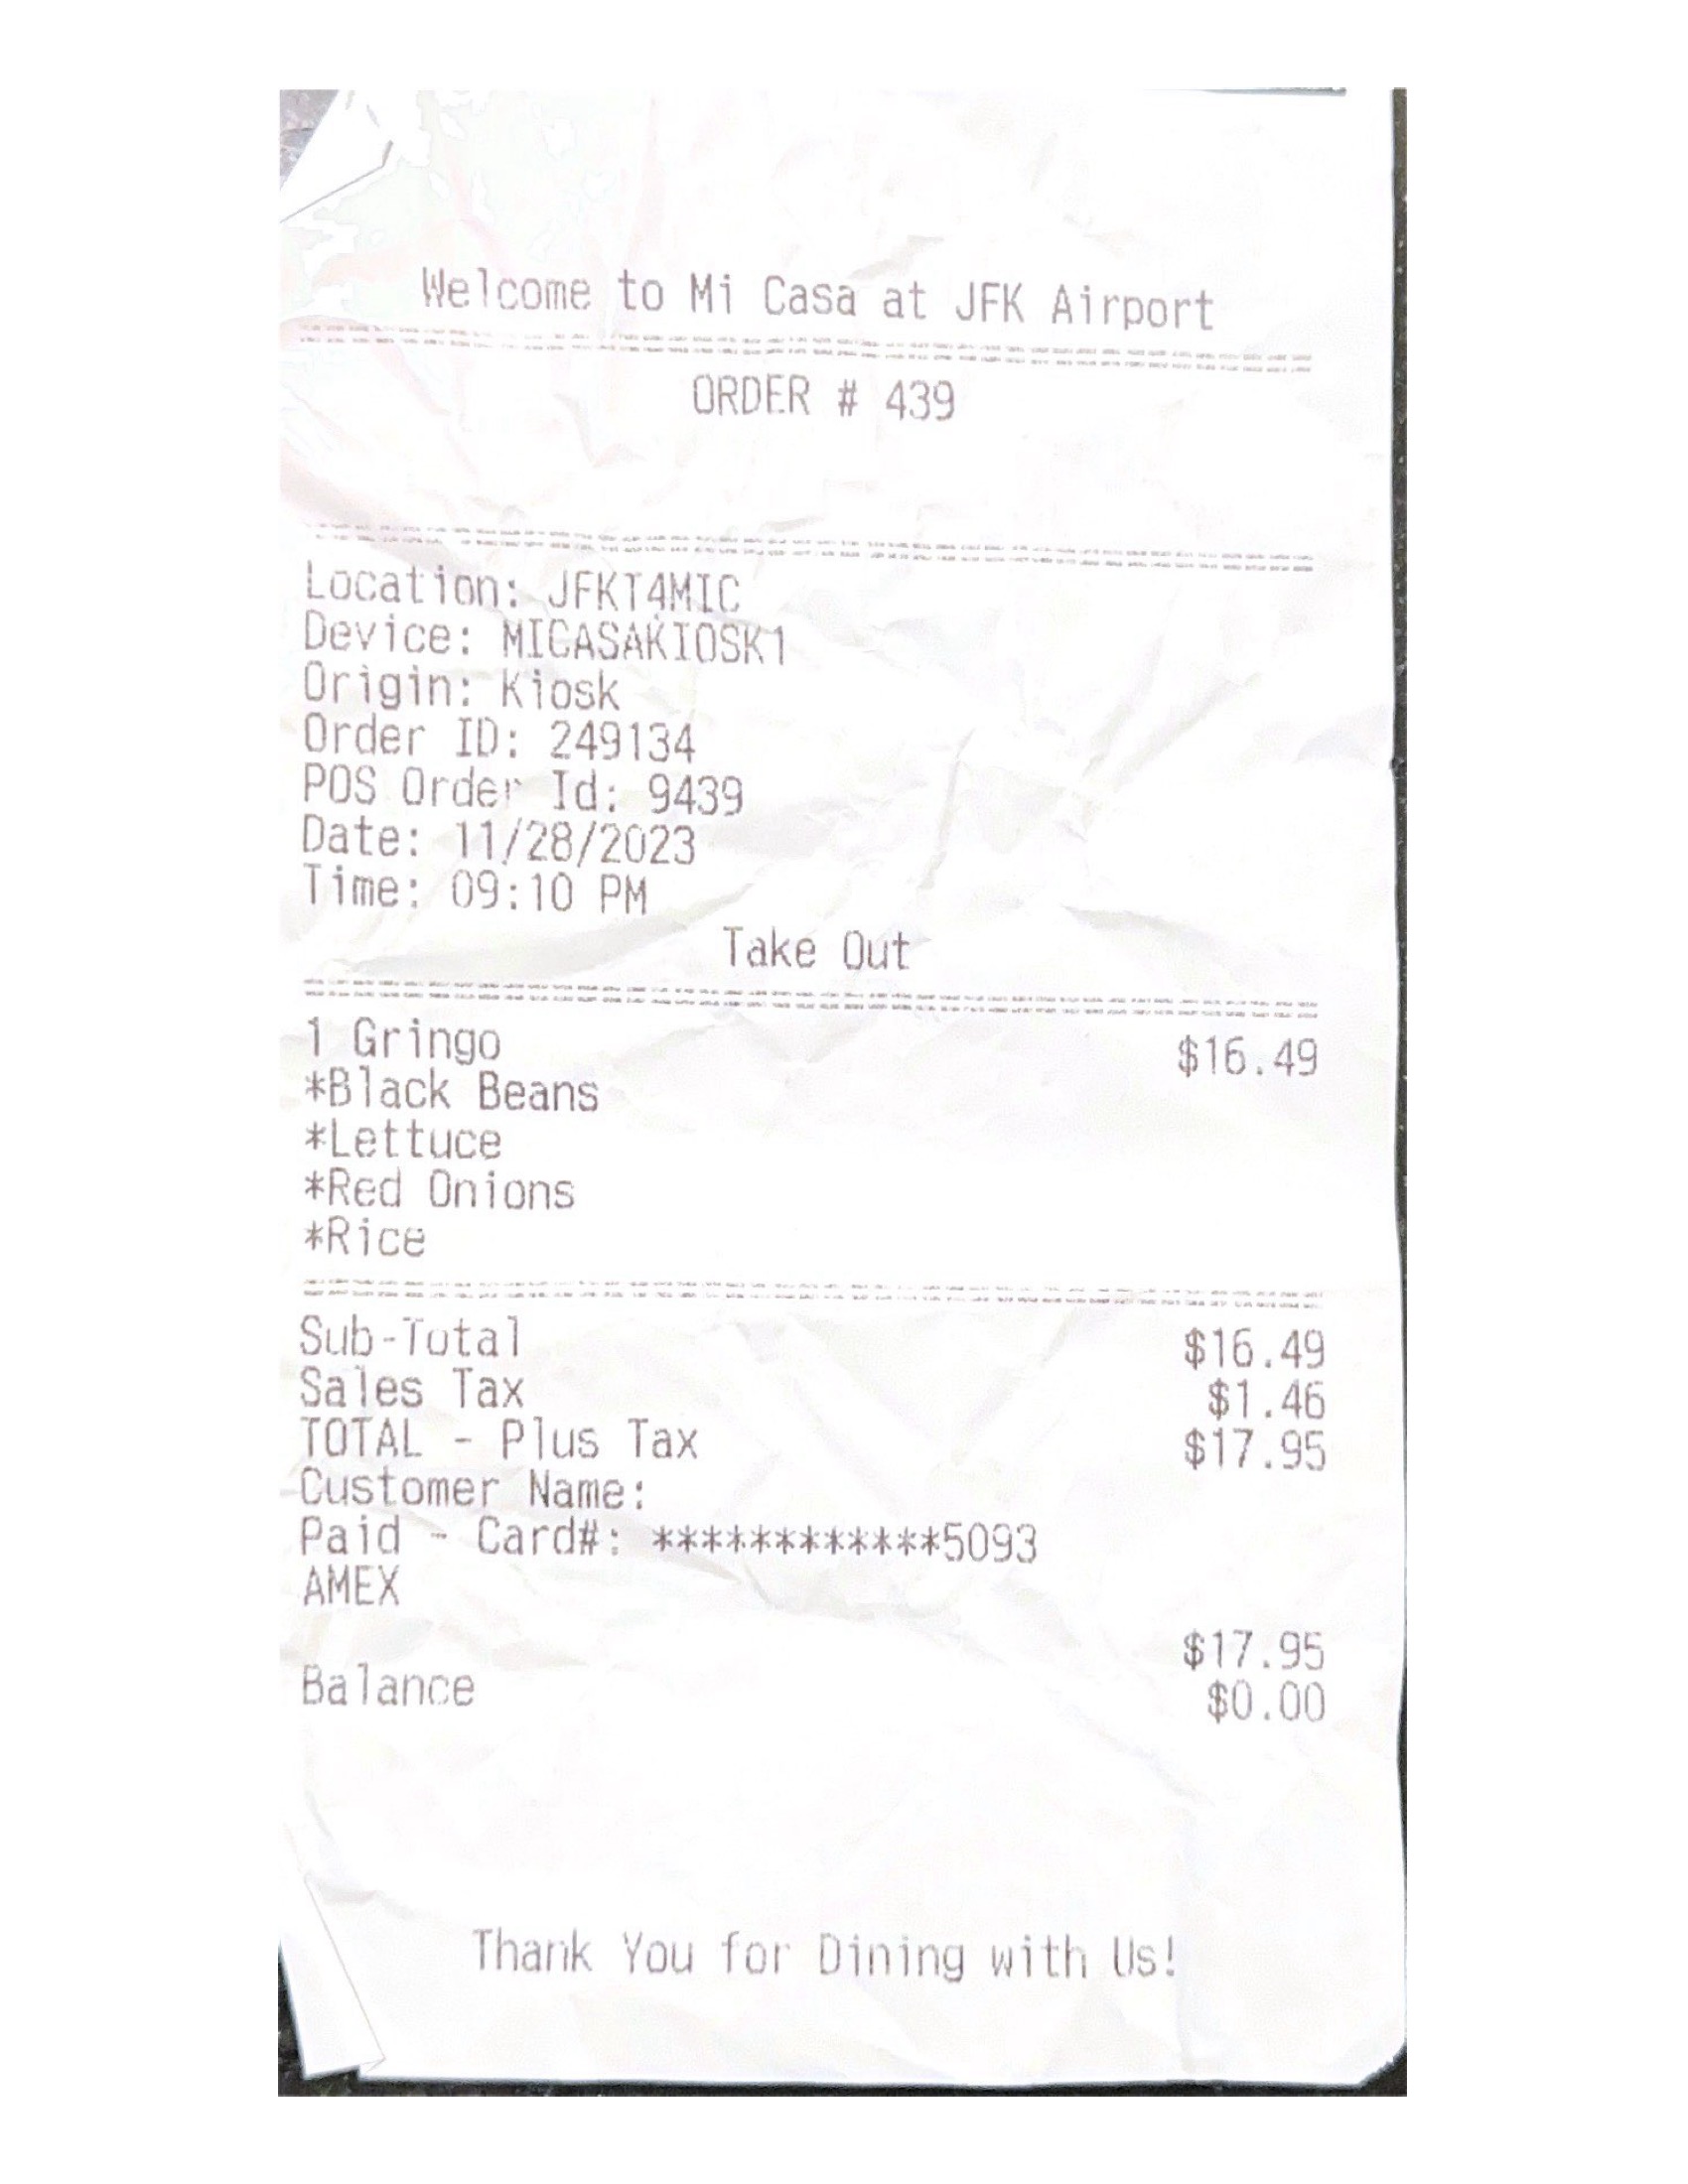 Welcome to Mi Casa at JFK Airport
ORDER # 439
Location: JFKT4MIC
Device: MICASAKIOSK1
Origin: Kiosk
Order ID: 249134
POS Order Id: 9439
Date: 11/28/2023
Time: 09:10 PM
Take Out
1 Gringo $16.49
*Black Beans
*Lettuce
*Red Onions
*Rice
Sub-Total $16.49
Sales Tax $1.46
TOTAL - Plus Tax $17.95
Customer Name:
Paid - Card#: ************5093
AMEX
$17.95
Balance $0.00
Thank You for Dining with Us!